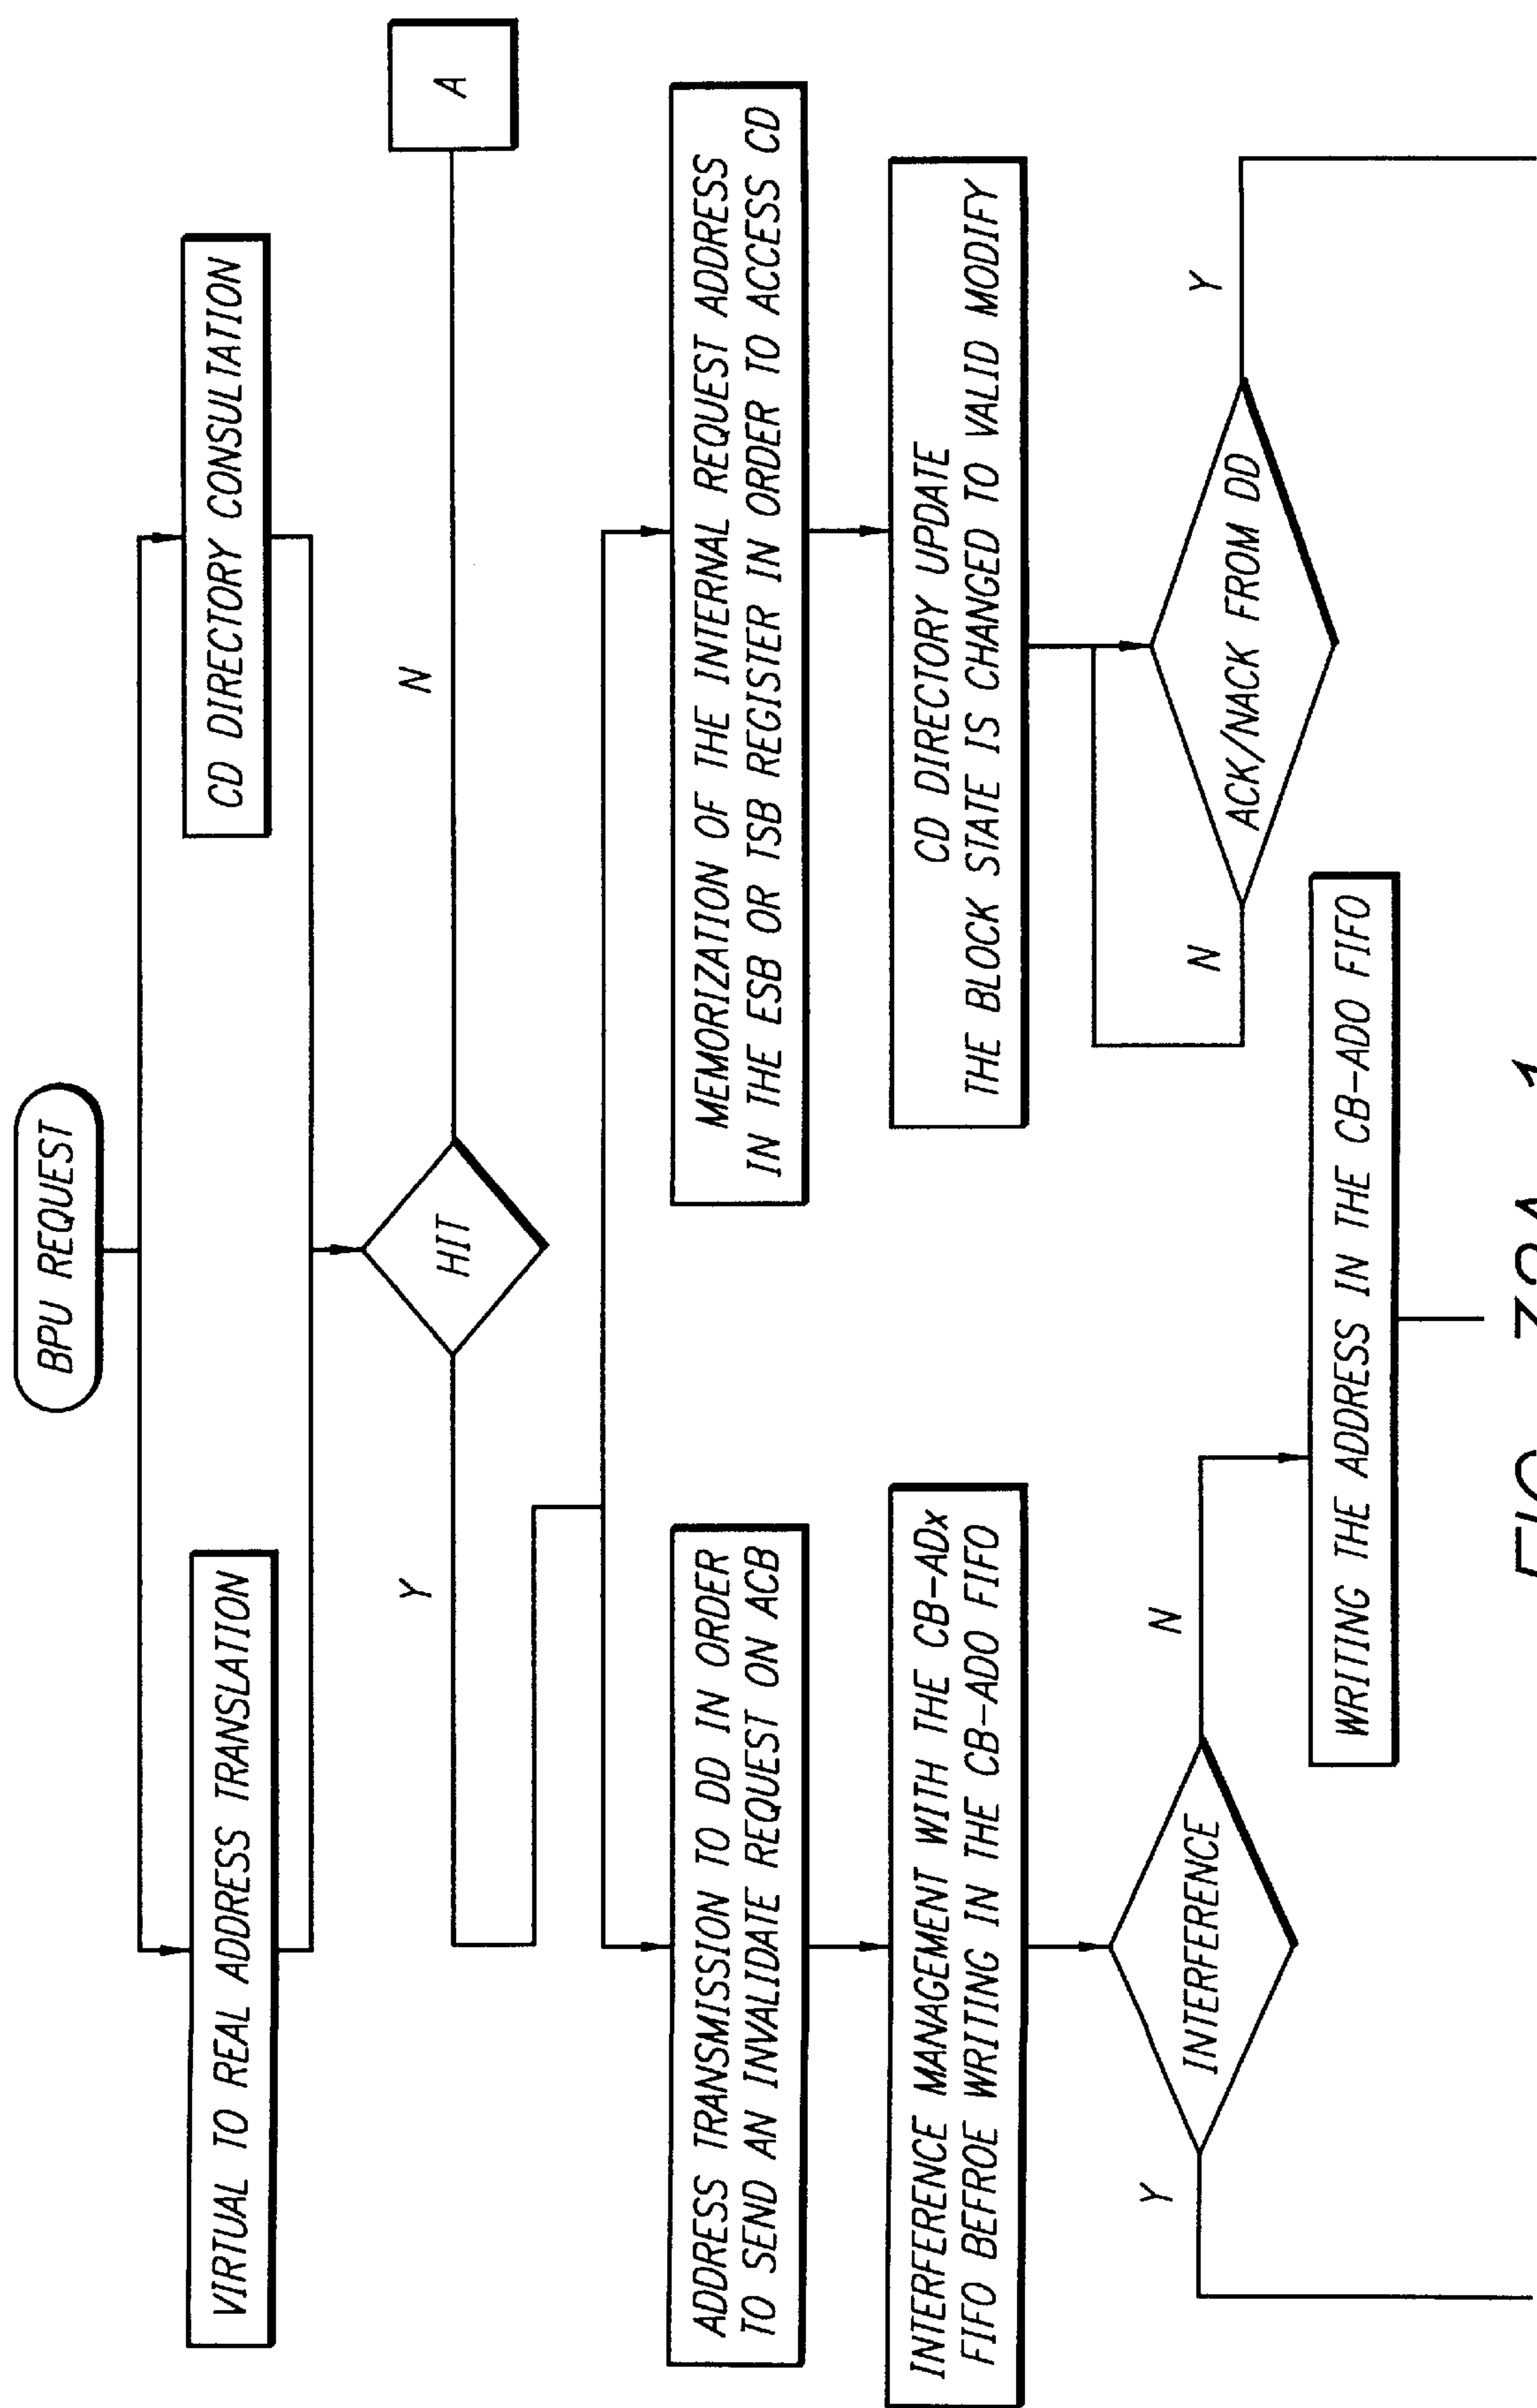 BPU REQUEST
VIRTUAL TO REAL ADDRESS TRANSLATION
CD DIRECTORY CONSULTATION
HIT
Y
N
A
ADDRESS TRANSMISSION TO DD IN ORDER
TO SEND AN INVALIDATE REQUEST ON ACB
MEMORIZATION OF THE INTERNAL REQUEST ADDRESS
IN THE ESB OR TSB REGISTER IN ORDER TO ACCESS CD
INTERFERENCE MANAGEMENT WITH THE CB-ADx
FIFO BEFROE WRITING IN THE CB-ADO FIFO
CD DIRECTORY UPDATE
THE BLOCK STATE IS CHANGED TO VALID MODIFY
Y
INTERFERENCE
N
N
ACK/NACK FROM DD
Y
WRITING THE ADDRESS IN THE CB-ADO FIFO